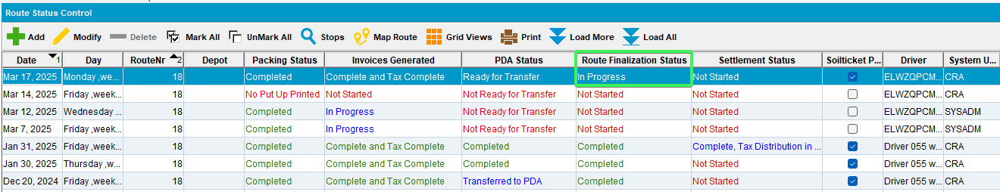 Route Status Control
Add Modify Delete Mark All UnMark All Stops Map Route Grid Views Print Load More Load All
Date 1 Day RouteNr 2 Depot Packing Status Invoices Generated PDA Status Route Finalization Status Settlement Status Soilticket P... Driver System U...
Mar 17, 2025 Monday ,we... 18 Completed Complete and Tax Complete Ready for Transfer In Progress Not Started ELWZQPCM... CRA
Mar 14, 2025 Friday ,week... 18 No Put Up Printed Not Started Not Ready for Transfer Not Started Not Started ELWZQPCM... CRA
Mar 12, 2025 Wednesday ... 18 Completed In Progress Not Ready for Transfer Not Started Not Started ELWZQPCM... SYSADM
Mar 7, 2025 Friday ,week... 18 Completed In Progress Not Ready for Transfer Not Started Not Started ELWZQPCM... SYSADM
Jan 31, 2025 Friday ,week... 18 Completed Complete and Tax Complete Completed Completed Complete, Tax Distribution in ... Driver 055 w... CRA
Jan 30, 2025 Thursday ,w... 18 Completed Complete and Tax Complete Completed Completed Not Started Driver 055 w... CRA
Dec 20, 2024 Friday ,week... 18 Completed Complete and Tax Complete Transferred to PDA Completed Not Started Driver 055 w... CRA